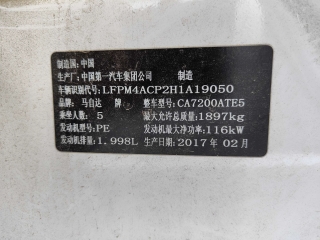 制造国:中国
生产厂:中国第一汽车集团公司 制造
车辆识别代号:LFPM4ACP2H1A19050
品牌:马自达 牌 整车型号:CA7200ATE5
乘坐人数:5 最大允许总质量:1897kg
发动机型号:PE 发动机最大净功率:116kW
发动机排量:1.998L 生产日期:2017年02月